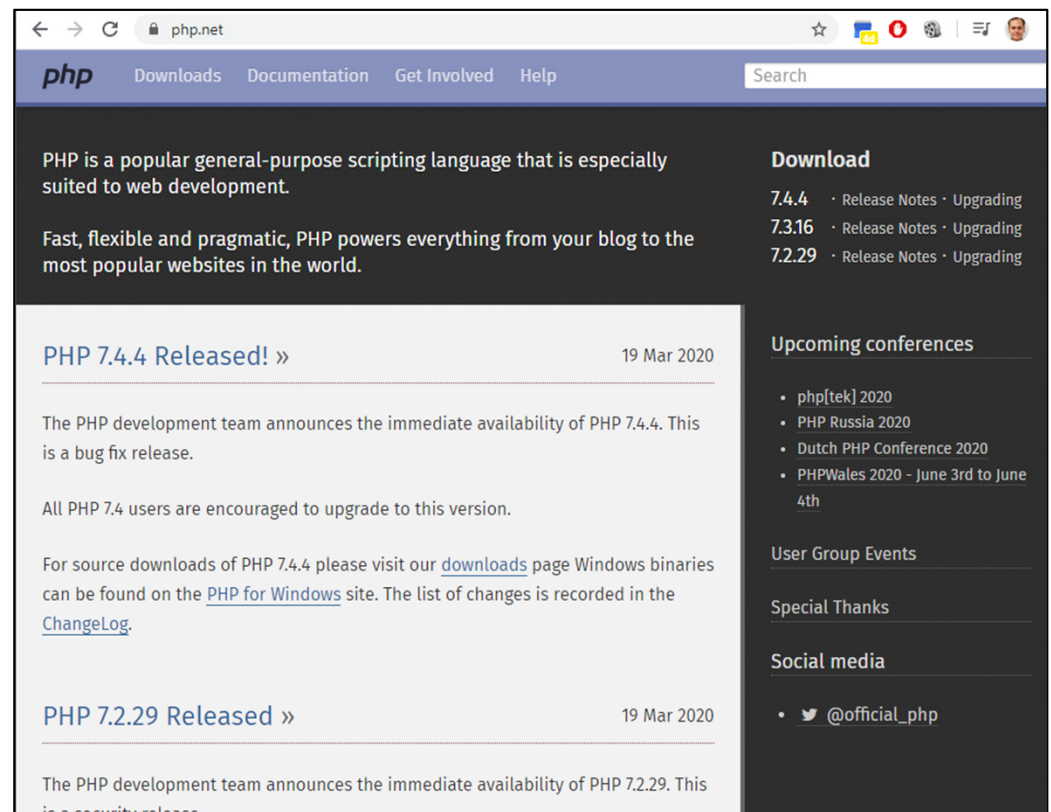 php.net
4d
php Downloads Documentation Get Involved Help Search
PHP is a popular general-purpose scripting language that is especially
suited to web development.
Fast, flexible and pragmatic, PHP powers everything from your blog to the
most popular websites in the world.
Download
7.4.4 · Release Notes · Upgrading
7.3.16 · Release Notes · Upgrading
7.2.29 · Release Notes · Upgrading
PHP 7.4.4 Released! » 19 Mar 2020
The PHP development team announces the immediate availability of PHP 7.4.4. This
is a bug fix release.
All PHP 7.4 users are encouraged to upgrade to this version.
For source downloads of PHP 7.4.4 please visit our downloads page Windows binaries
can be found on the PHP for Windows site. The list of changes is recorded in the
ChangeLog.
PHP 7.2.29 Released » 19 Mar 2020
The PHP development team announces the immediate availability of PHP 7.2.29. This
is a security release
Upcoming conferences
• php[tek] 2020
• PHP Russia 2020
• Dutch PHP Conference 2020
• PHPWales 2020 - June 3rd to June
4th
User Group Events
Special Thanks
Social media
• @official_php